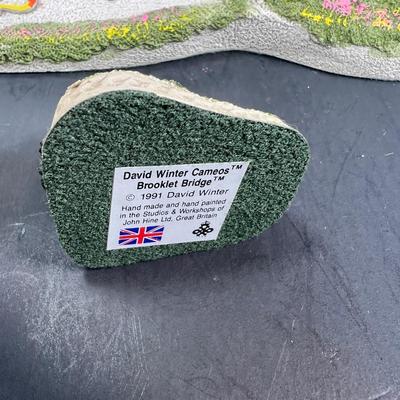 David Winter Cameos™
Brooklet Bridge™
© 1991 David Winter
Hand made and hand painted
in the Studios & Workshops of
John Hine Ltd, Great Britain